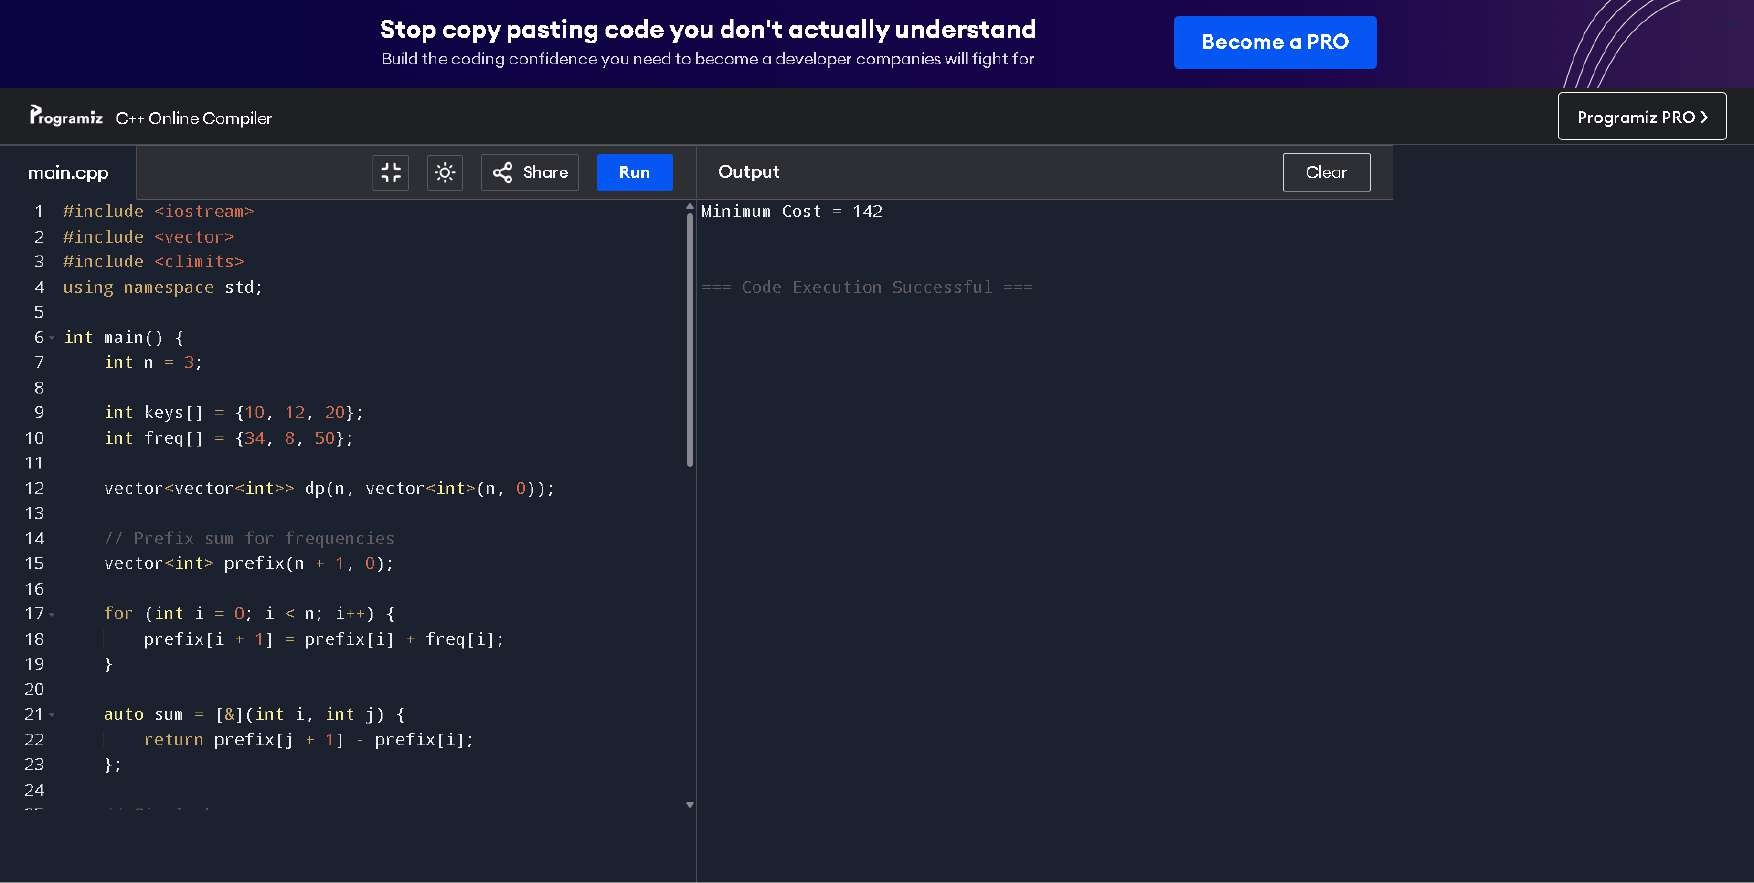 Stop copy pasting code you don't actually understand
Build the coding confidence you need to become a developer companies will fight for
Become a PRO
Programiz C++ Online Compiler
Programiz PRO
main.cpp
Share
Run
Output
Clear
1 #include <iostream>
2 #include <vector>
3 #include <climits>
4 using namespace std;
5
6 int main() {
7 int n = 3;
8
9 int keys[] = {10, 12, 20};
10 int freq[] = {34, 8, 50};
11
12 vector<vector<int>> dp(n, vector<int>(n, 0));
13
14 // Prefix sum for frequencies
15 vector<int> prefix(n + 1, 0);
16
17 for (int i = 0; i < n; i++) {
18 prefix[i + 1] = prefix[i] + freq[i];
19 }
20
21 auto sum = [&](int i, int j) {
22 return prefix[j + 1] - prefix[i];
23 };
24
Minimum Cost = 142
=== Code Execution Successful ===